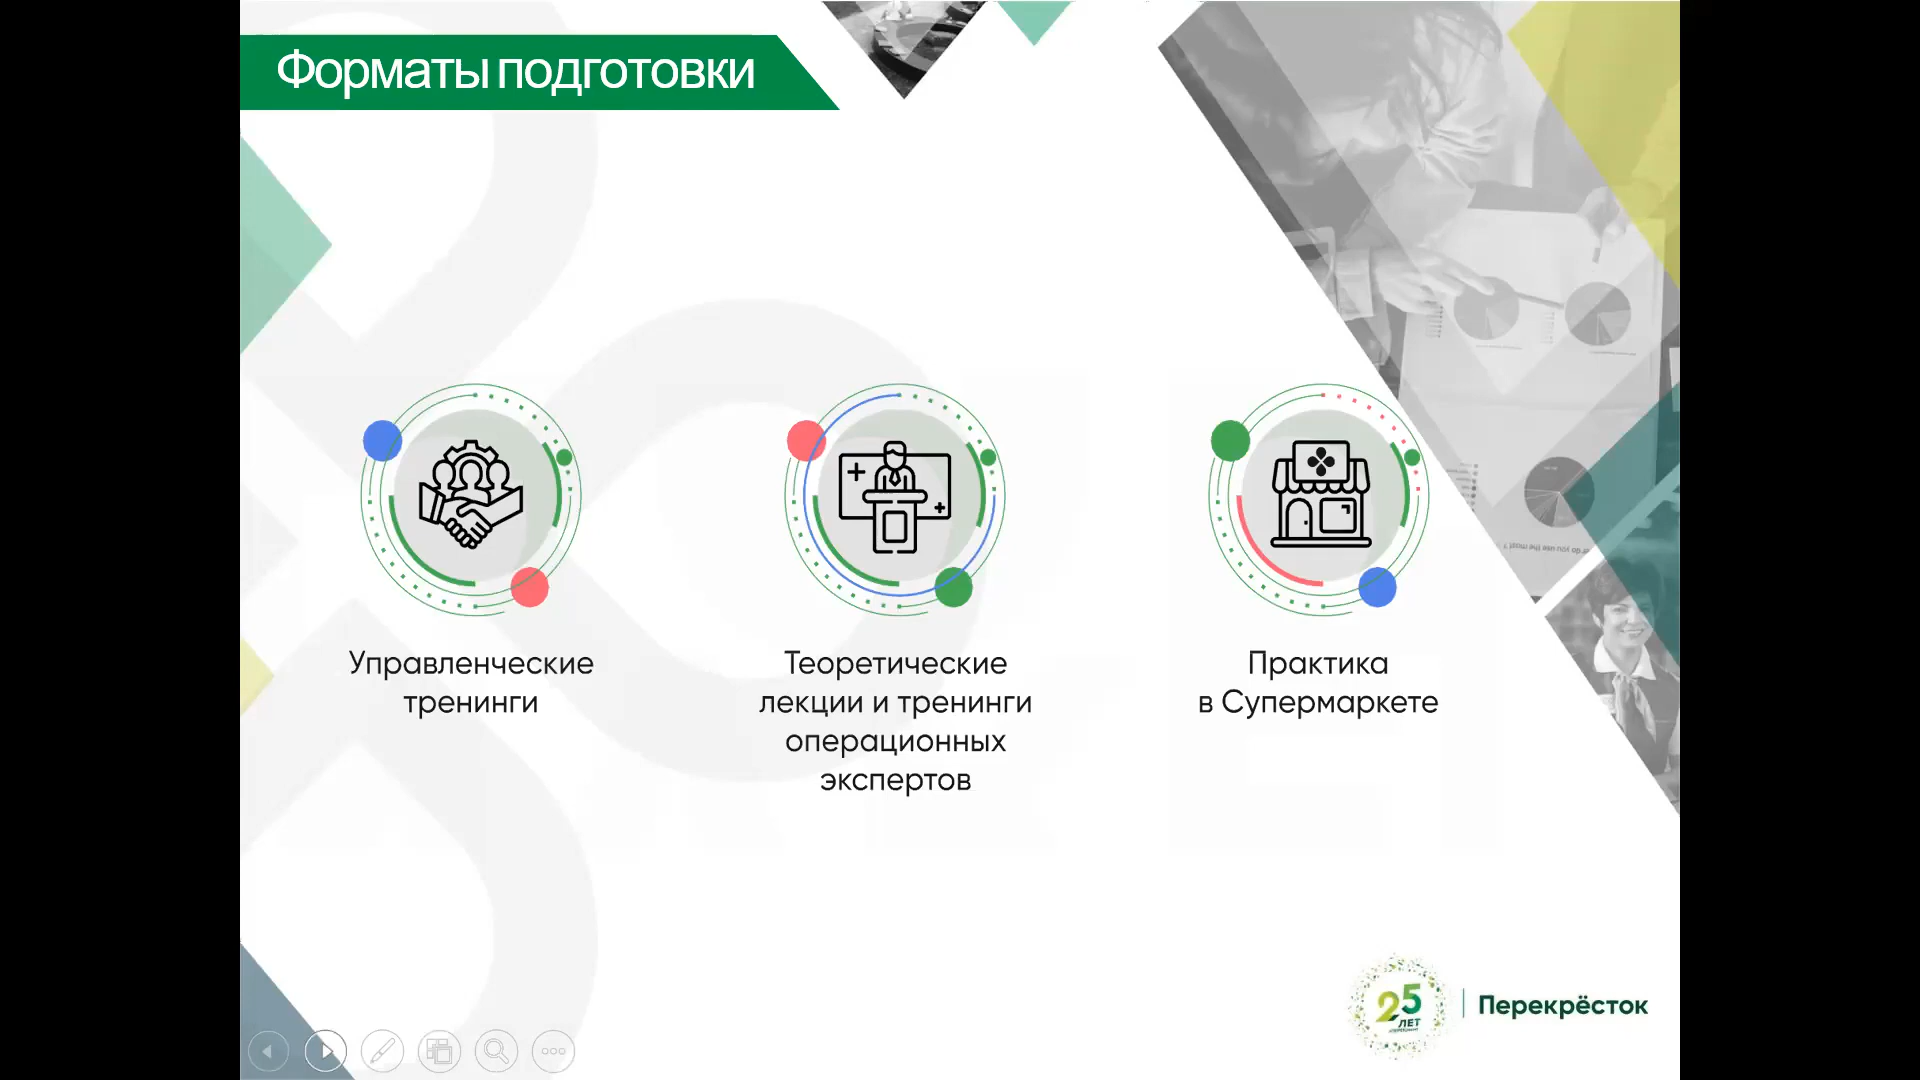 Форматы подготовки
Управленческие
тренинги
Теоретические
лекции и тренинги
операционных
экспертов
Практика
в Супермаркете
25
ЛЕТ
Перекрёсток